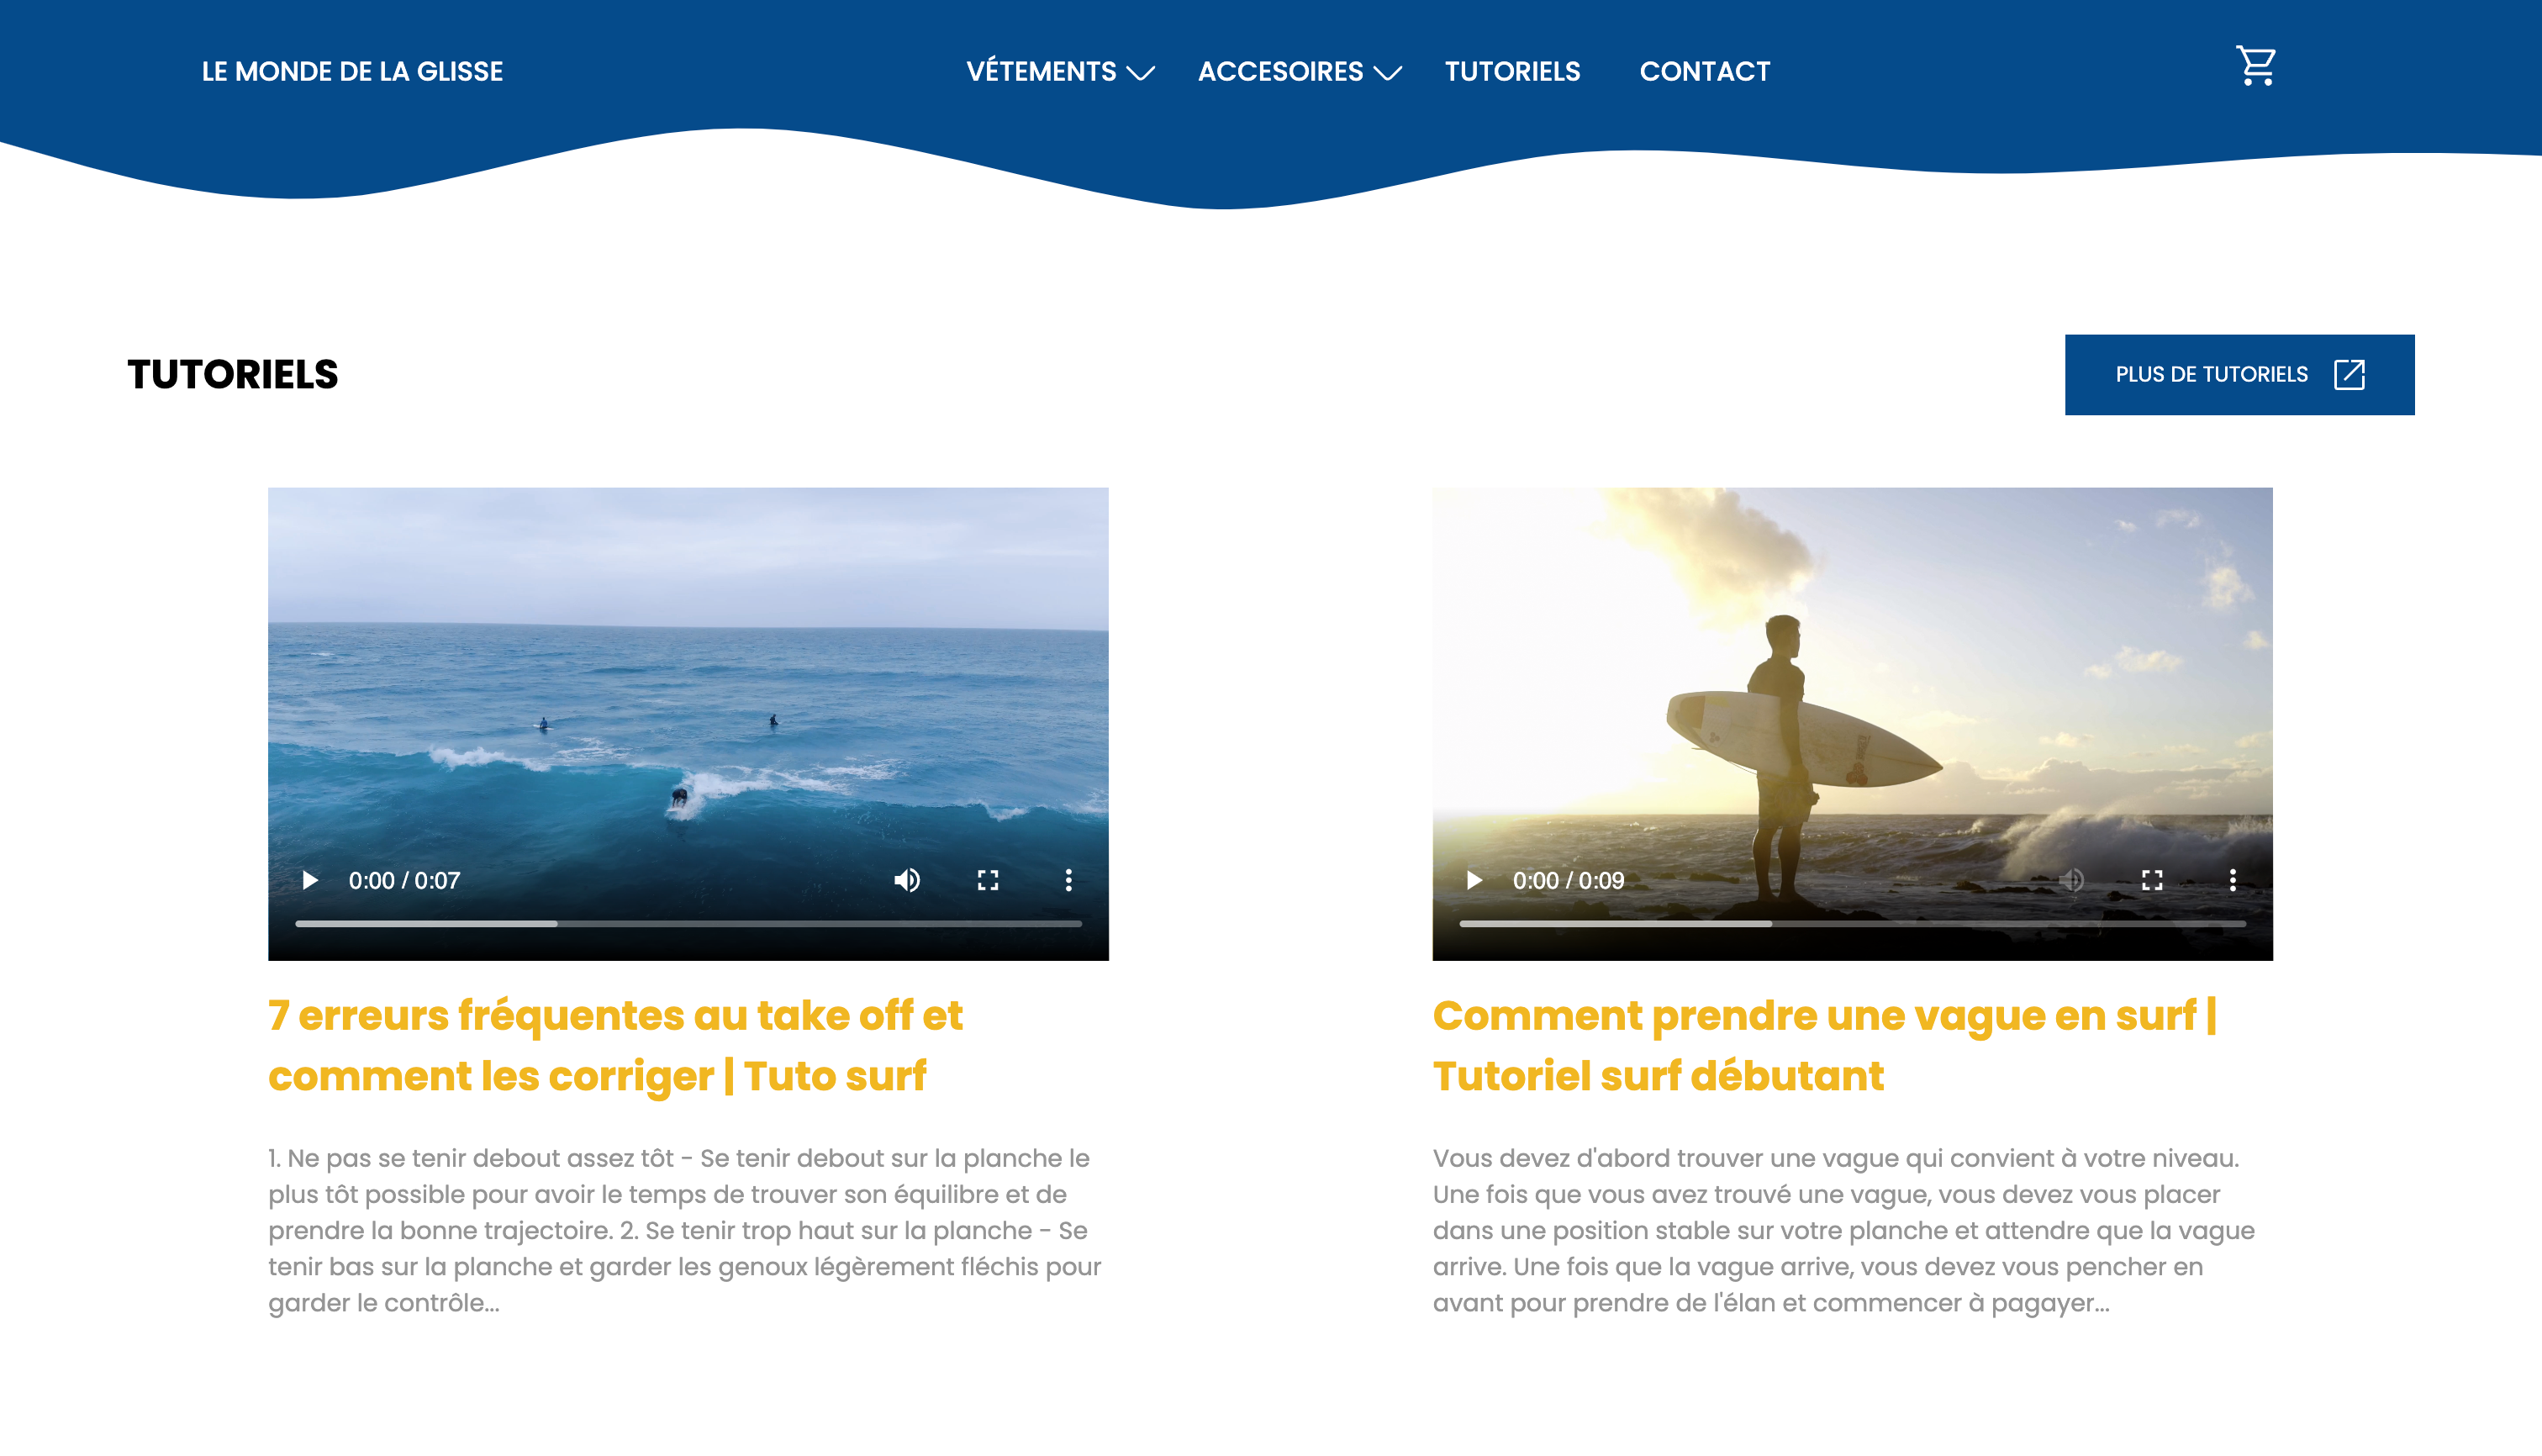 LE MONDE DE LA GLISSE
VÉTEMENTS
ACCESOIRES
TUTORIELS
CONTACT
TUTORIELS
PLUS DE TUTORIELS
0:00 / 0:07
0:00 / 0:09
7 erreurs fréquentes au take off et
comment les corriger | Tuto surf
1. Ne pas se tenir debout assez tôt - Se tenir debout sur la planche le
plus tôt possible pour avoir le temps de trouver son équilibre et de
prendre la bonne trajectoire. 2. Se tenir trop haut sur la planche - Se
tenir bas sur la planche et garder les genoux légèrement fléchis pour
garder le contrôle...
Comment prendre une vague en surf |
Tutoriel surf débutant
Vous devez d'abord trouver une vague qui convient à votre niveau.
Une fois que vous avez trouvé une vague, vous devez vous placer
dans une position stable sur votre planche et attendre que la vague
arrive. Une fois que la vague arrive, vous devez vous pencher en
avant pour prendre de l'élan et commencer à pagayer...